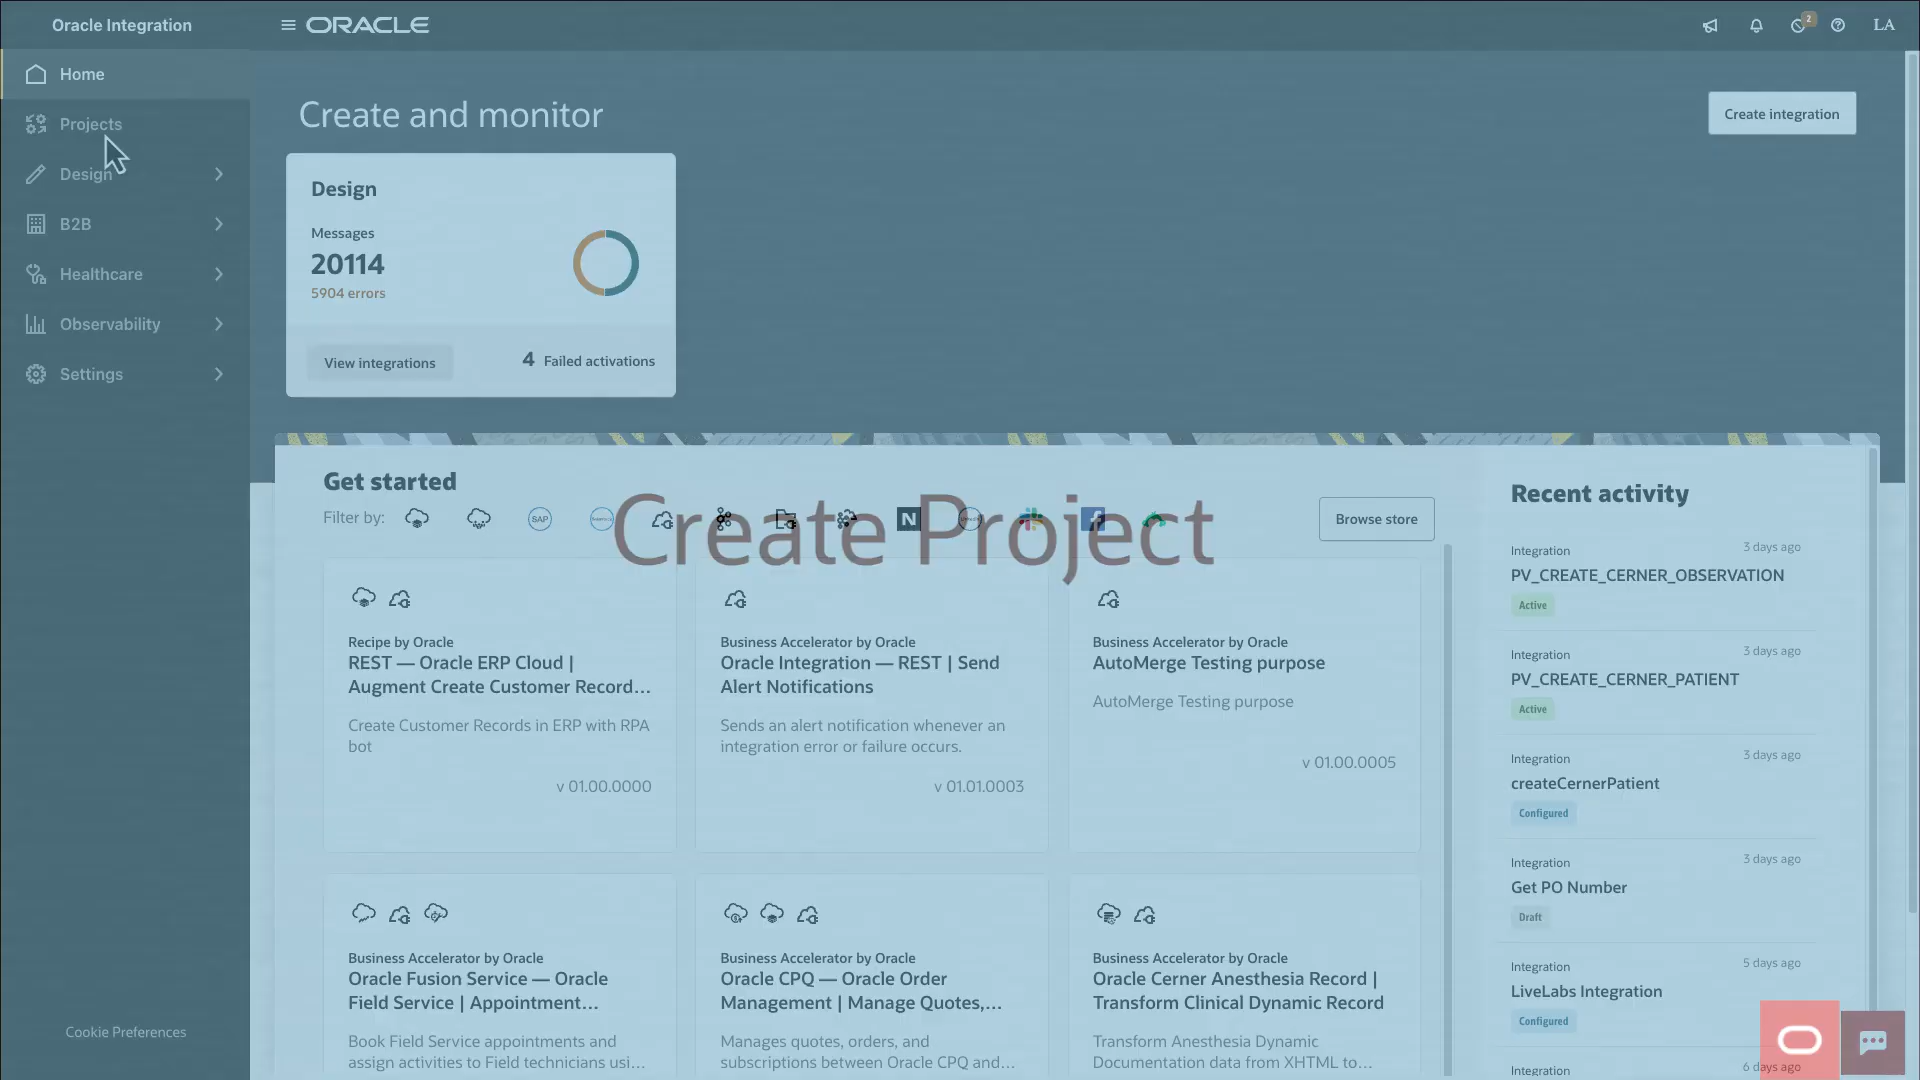 Oracle Integration
ORACLE
2
LA
Home
Projects
Design
B2B
Healthcare
Observability
Settings
Cookie Preferences
Create and monitor
Create integration
Design
Messages
20114
5904 errors
View integrations
4 Failed activations
Get started
Filter by:
SAP
N
Browse store
Create Project
Recipe by Oracle
REST — Oracle ERP Cloud |
Augment Create Customer Record...
Create Customer Records in ERP with RPA
bot
v 01.00.0000
Business Accelerator by Oracle
Oracle Integration — REST | Send
Alert Notifications
Sends an alert notification whenever an
integration error or failure occurs.
v 01.01.0003
Business Accelerator by Oracle
AutoMerge Testing purpose
AutoMerge Testing purpose
v 01.00.0005
Business Accelerator by Oracle
Oracle Fusion Service — Oracle
Field Service | Appointment...
Book Field Service appointments and
assign activities to Field technicians usi...
Business Accelerator by Oracle
Oracle CPQ — Oracle Order
Management | Manage Quotes,...
Manages quotes, orders, and
subscriptions between Oracle CPQ and...
Business Accelerator by Oracle
Oracle Cerner Anesthesia Record |
Transform Clinical Dynamic Record
Transform Anesthesia Dynamic
Documentation data from XHTML to...
Recent activity
Integration
3 days ago
PV_CREATE_CERNER_OBSERVATION
Active
Integration
3 days ago
PV_CREATE_CERNER_PATIENT
Active
Integration
3 days ago
createCernerPatient
Configured
Integration
3 days ago
Get PO Number
Draft
Integration
5 days ago
LiveLabs Integration
Configured
Integration
6 days ago